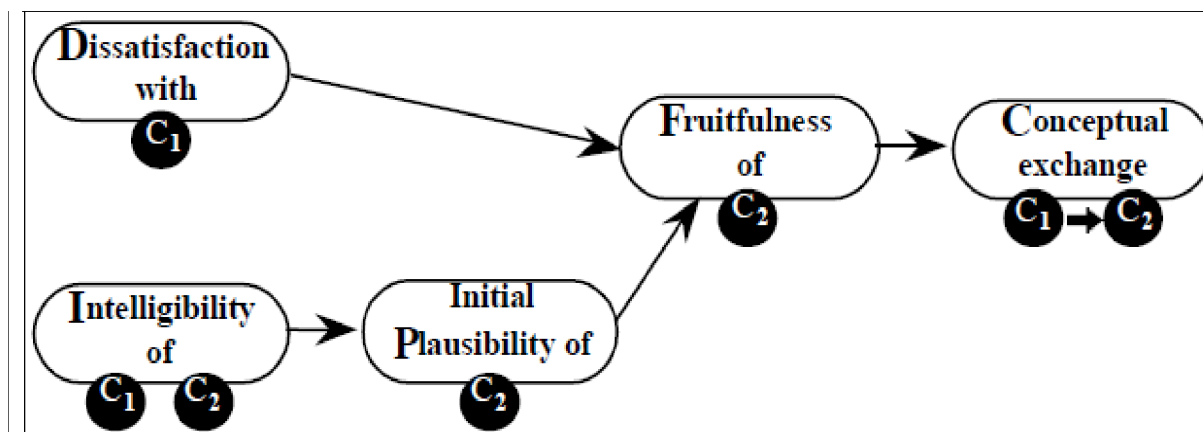 Dissatisfaction
with
C1
Fruitfulness
of
C2
Conceptual
exchange
C1 C2
Intelligibility
of
C1 C2
Initial
Plausibility of
C2